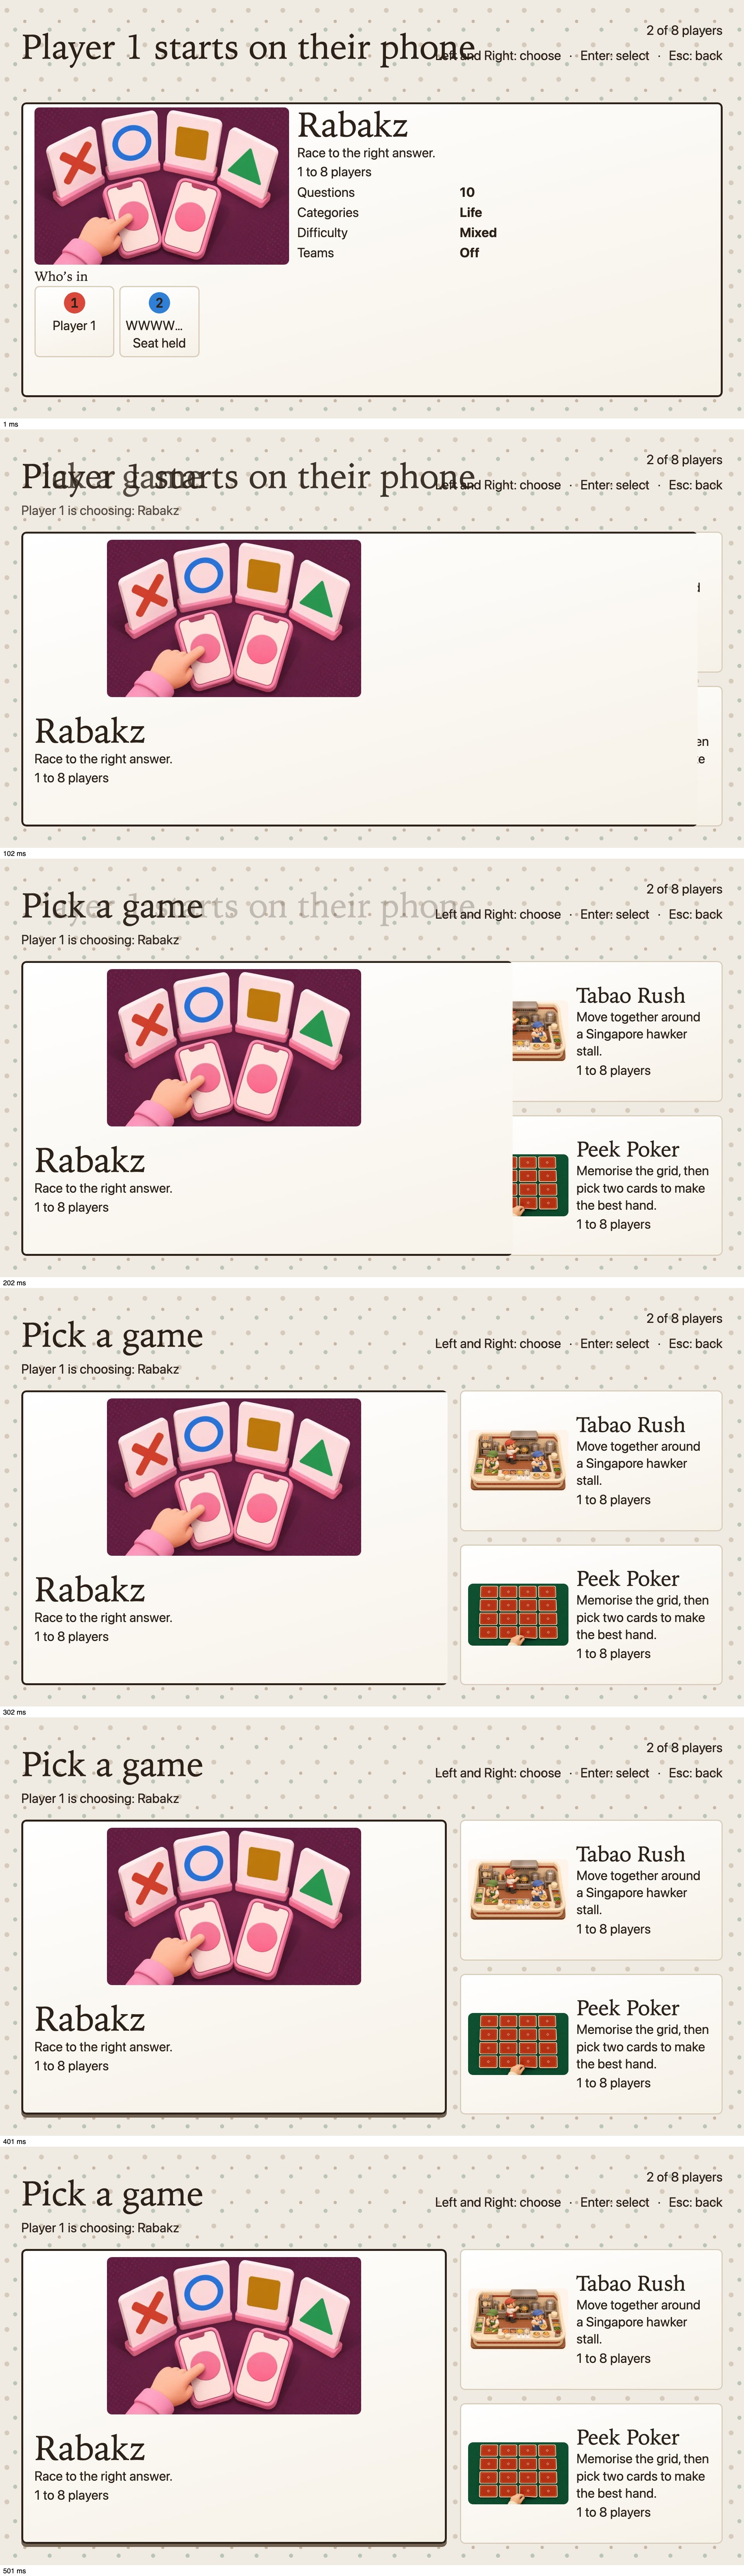 2 of 8 players
Player 1 starts on their phone
Left and Right: choose · Enter: select · Esc: back
Rabakz
Race to the right answer.
1 to 8 players
Questions 10
Categories Life
Difficulty Mixed
Teams Off
Who's in
1
2
Player 1
WWWW...
Seat held
1 ms
2 of 8 players
Player 1 starts on their phone
Pick a game
Left and Right: choose · Enter: select · Esc: back
Player 1 is choosing: Rabakz
Rabakz
Race to the right answer.
1 to 8 players
102 ms
2 of 8 players
Pick a game
Player 1 starts on their phone
Left and Right: choose · Enter: select · Esc: back
Player 1 is choosing: Rabakz
Tabao Rush
Move together around
a Singapore hawker
stall.
1 to 8 players
Rabakz
Race to the right answer.
1 to 8 players
Peek Poker
Memorise the grid, then
pick two cards to make
the best hand.
1 to 8 players
202 ms
2 of 8 players
Pick a game
Left and Right: choose · Enter: select · Esc: back
Player 1 is choosing: Rabakz
Tabao Rush
Move together around
a Singapore hawker
stall.
1 to 8 players
Rabakz
Race to the right answer.
1 to 8 players
Peek Poker
Memorise the grid, then
pick two cards to make
the best hand.
1 to 8 players
302 ms
2 of 8 players
Pick a game
Left and Right: choose · Enter: select · Esc: back
Player 1 is choosing: Rabakz
Tabao Rush
Move together around
a Singapore hawker
stall.
1 to 8 players
Rabakz
Race to the right answer.
1 to 8 players
Peek Poker
Memorise the grid, then
pick two cards to make
the best hand.
1 to 8 players
401 ms
2 of 8 players
Pick a game
Left and Right: choose · Enter: select · Esc: back
Player 1 is choosing: Rabakz
Tabao Rush
Move together around
a Singapore hawker
stall.
1 to 8 players
Rabakz
Race to the right answer.
1 to 8 players
Peek Poker
Memorise the grid, then
pick two cards to make
the best hand.
1 to 8 players
501 ms